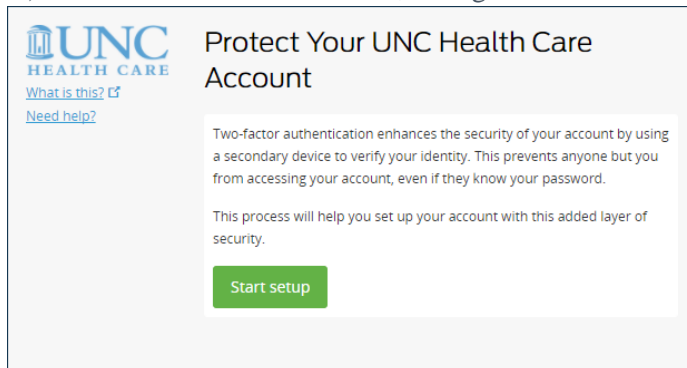 UNC
HEALTH CARE
What is this?
Need help?
Protect Your UNC Health Care
Account
Two-factor authentication enhances the security of your account by using
a secondary device to verify your identity. This prevents anyone but you
from accessing your account, even if they know your password.
This process will help you set up your account with this added layer of
security.
Start setup